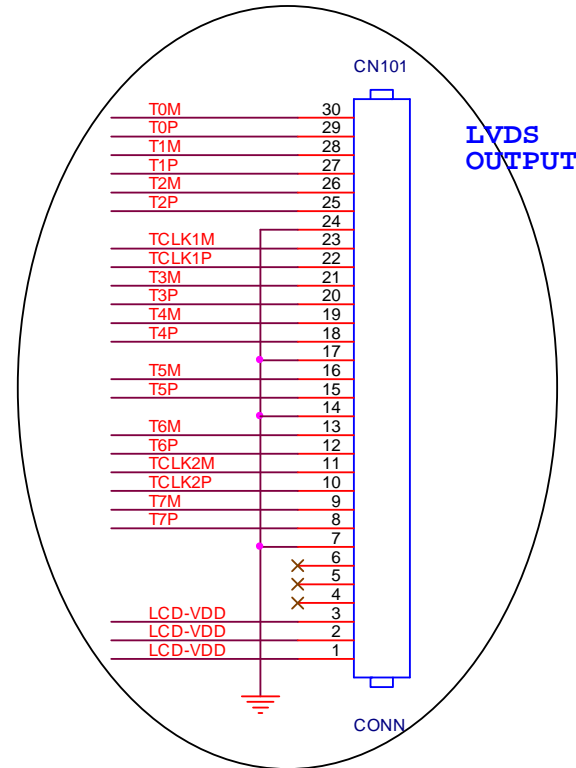 CN101
T0M 30
T0P 29
T1M 28
T1P 27
T2M 26
T2P 25
24
TCLK1M 23
TCLK1P 22
T3M 21
T3P 20
T4M 19
T4P 18
17
T5M 16
T5P 15
14
T6M 13
T6P 12
TCLK2M 11
TCLK2P 10
T7M 9
T7P 8
7
6
5
4
LCD-VDD 3
LCD-VDD 2
LCD-VDD 1
CONN
LVDS
OUTPUT